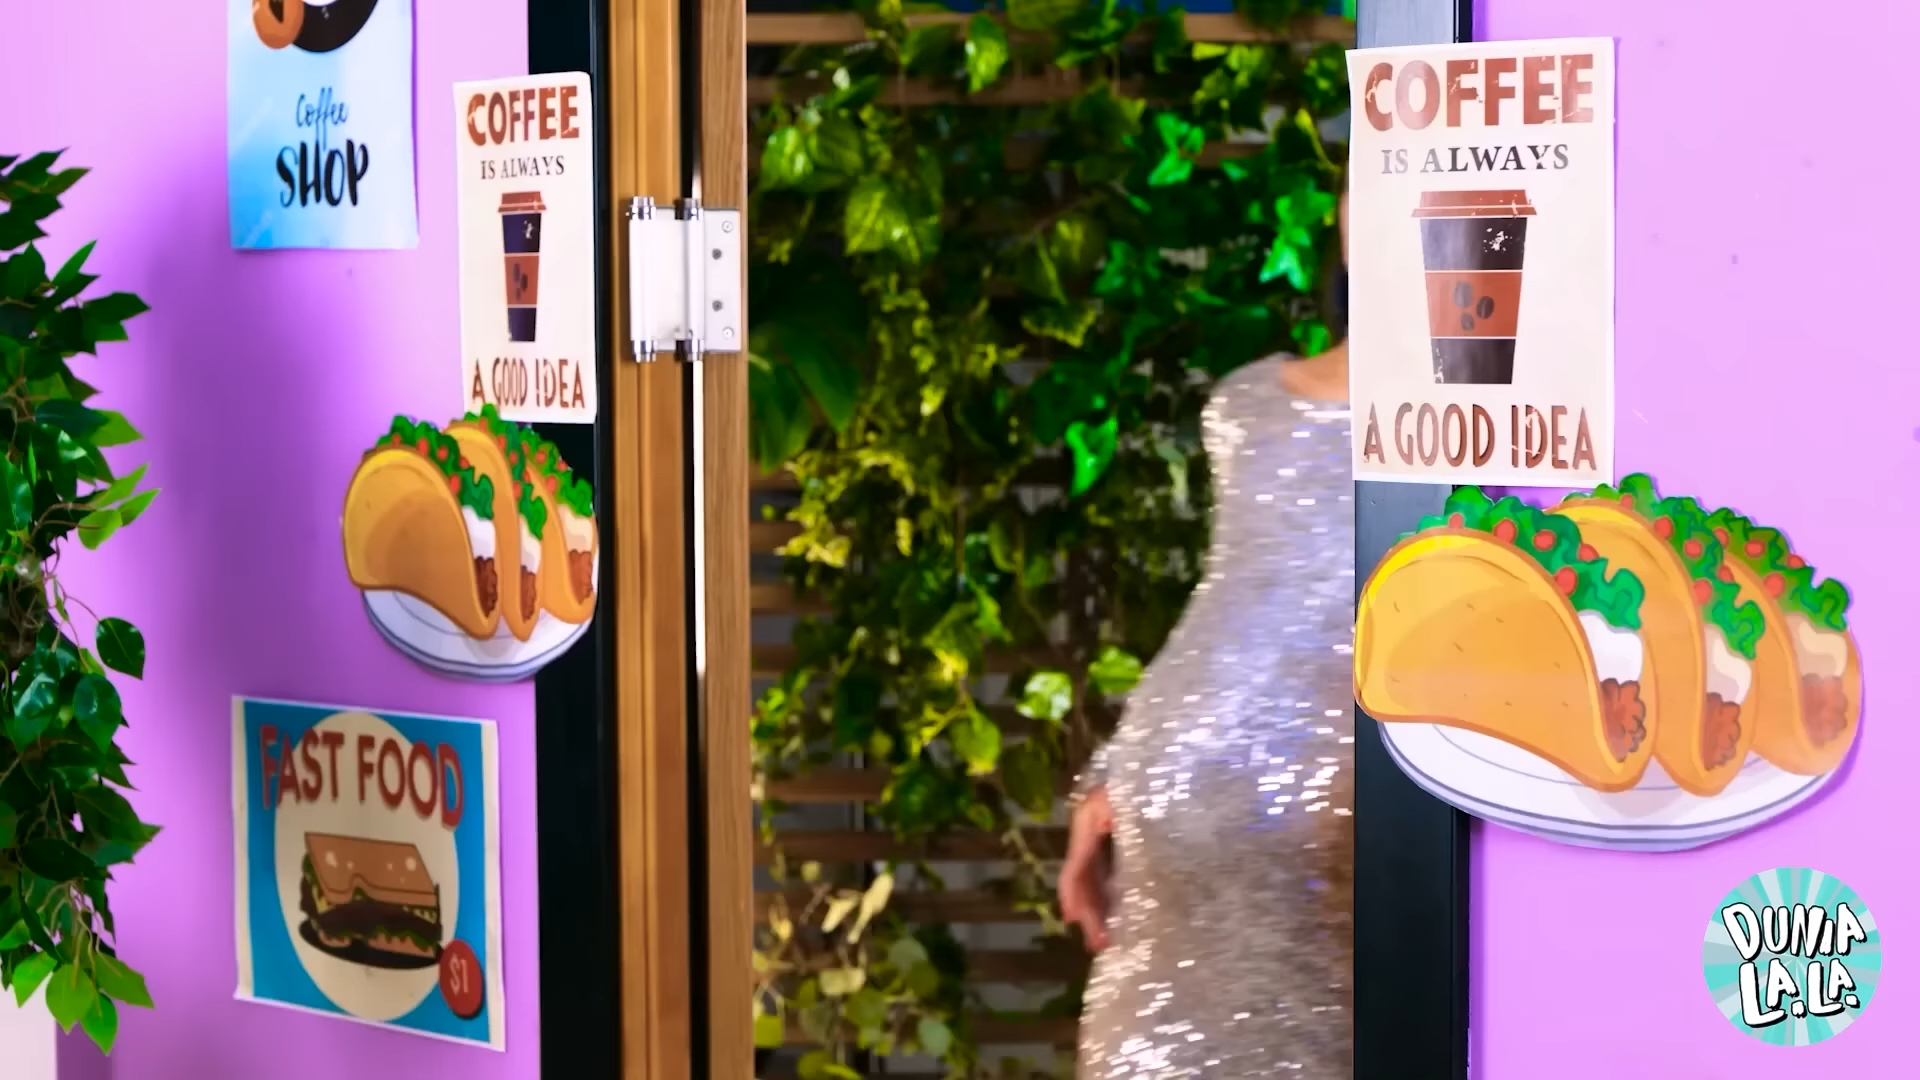 Coffee
SHOP
COFFEE
IS ALWAYS
A GOOD IDEA
COFFEE
IS ALWAYS
A GOOD IDEA
FAST FOOD
$1
DUNIA
LA.LA.